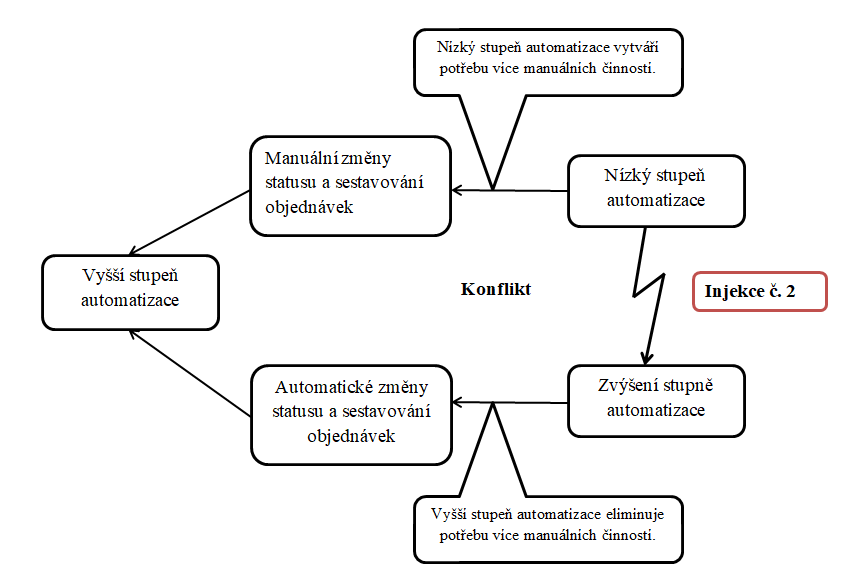 Nízký stupeň automatizace vytváří
potřebu více manuálních činností.
Manuální změny
statusu a sestavování
objednávek
Nízký stupeň
automatizace
Vyšší stupeň
automatizace
Konflikt
Injekce č. 2
Automatické změny
statusu a sestavování
objednávek
Zvýšení stupně
automatizace
Vyšší stupeň automatizace eliminuje
potřebu více manuálních činností.